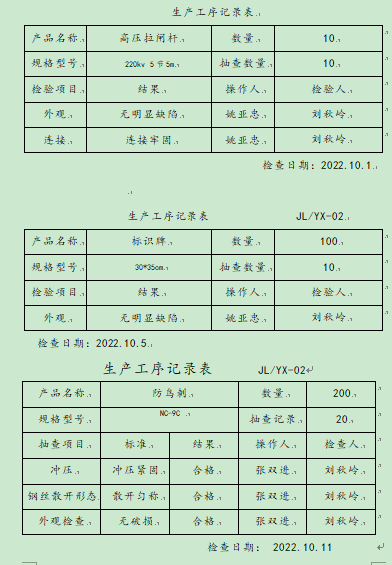 生产工序记录表
产品名称 高压拉闸杆 数量 10
规格型号 220kv 5节5m 抽查数量 10
检验项目 结果 操作人 检验人
外观 无明显缺陷 姚亚忠 刘秋岭
连接 连接牢固 姚亚忠 刘秋岭
检查日期：2022.10.1
生产工序记录表 JL/YX-02
产品名称 标识牌 数量 100
规格型号 30*35cm 抽查数量 10
检验项目 结果 操作人 检验人
外观 无明显缺陷 姚亚忠 刘秋岭
检查日期：2022.10.5
生产工序记录表 JL/YX-02
产品名称 防鸟刺 数量 200
规格型号 NC-9C 抽查记录 20
抽查项目 标准 结果 操作人 检查人
冲压 冲压紧固 合格 张双进 刘秋岭
钢丝散开形态 散开匀称 合格 张双进 刘秋岭
外观检查 无破损 合格 张双进 刘秋岭
检查日期： 2022.10.11